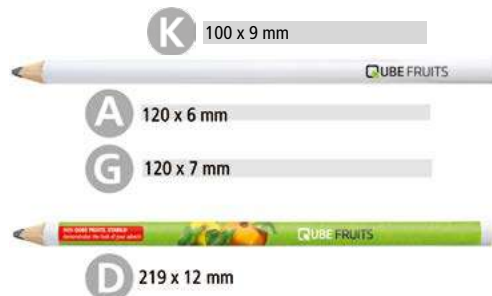 K 100 x 9 mm
QUBE FRUITS
A 120 x 6 mm
G 120 x 7 mm
QUBE FRUITS
D 219 x 12 mm